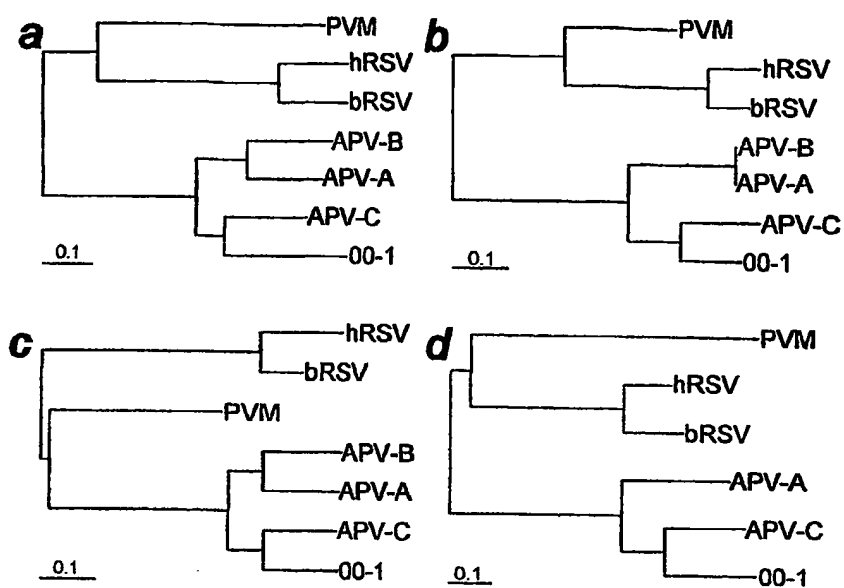 a
PVM
hRSV
bRSV
APV-B
APV-A
APV-C
00-1
0.1
b
PVM
hRSV
bRSV
APV-B
APV-A
APV-C
00-1
0.1
c
hRSV
bRSV
PVM
APV-B
APV-A
APV-C
00-1
0.1
d
PVM
hRSV
bRSV
APV-A
APV-C
00-1
0.1